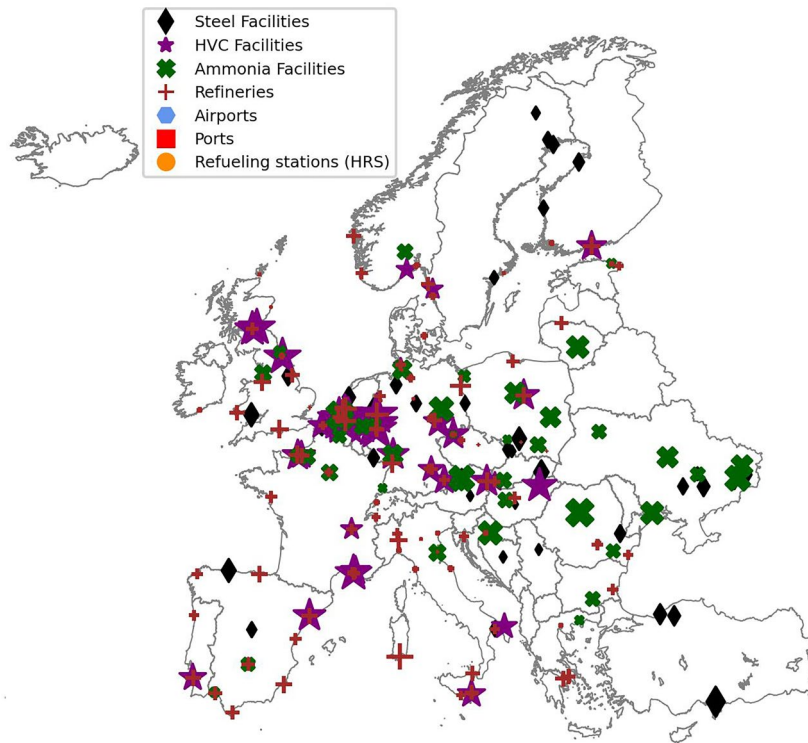 Steel Facilities
HVC Facilities
Ammonia Facilities
Refineries
Airports
Ports
Refueling stations (HRS)